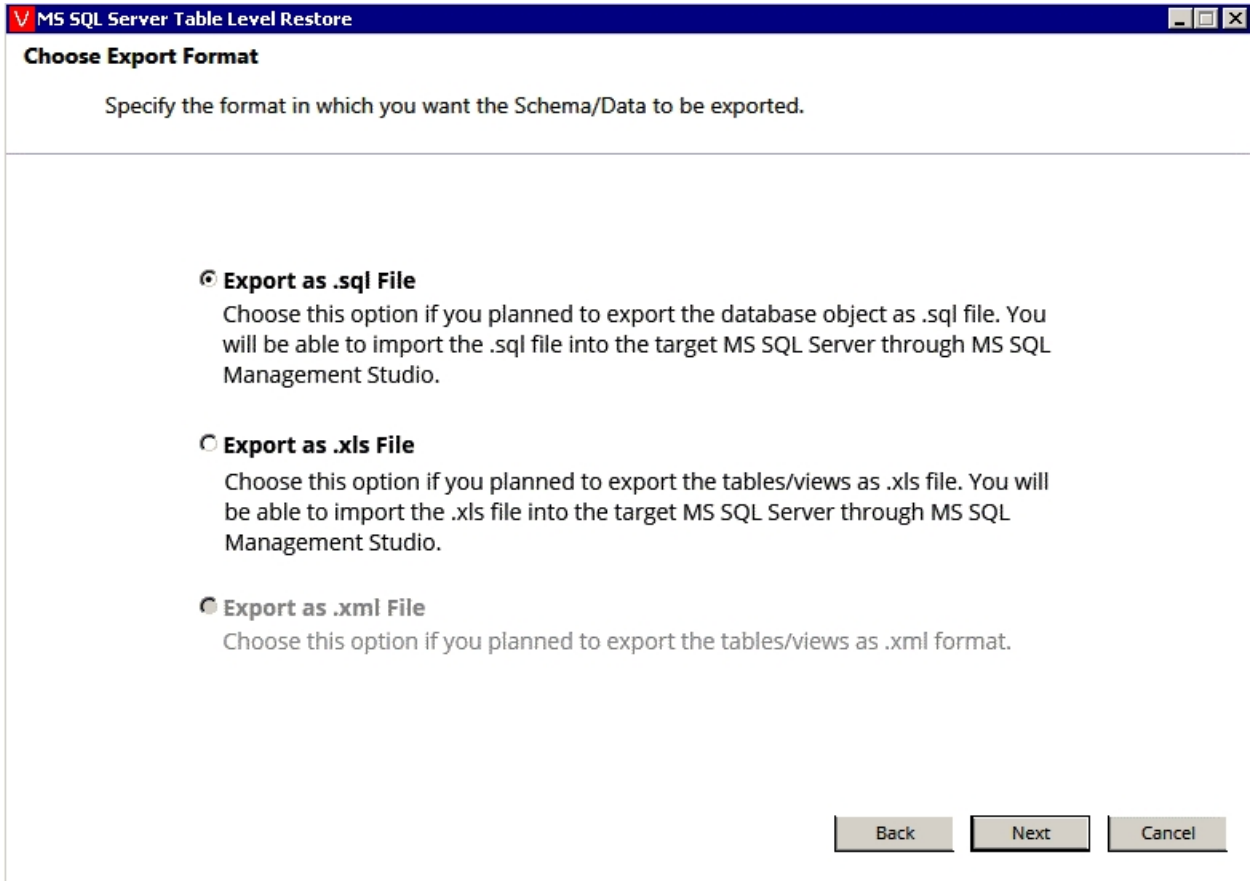 V MS SQL Server Table Level Restore
Choose Export Format
Specify the format in which you want the Schema/Data to be exported.
Export as .sql File
Choose this option if you planned to export the database object as .sql file. You
will be able to import the .sql file into the target MS SQL Server through MS SQL
Management Studio.
Export as .xls File
Choose this option if you planned to export the tables/views as .xls file. You will
be able to import the .xls file into the target MS SQL Server through MS SQL
Management Studio.
Export as .xml File
Choose this option if you planned to export the tables/views as .xml format.
Back Next Cancel